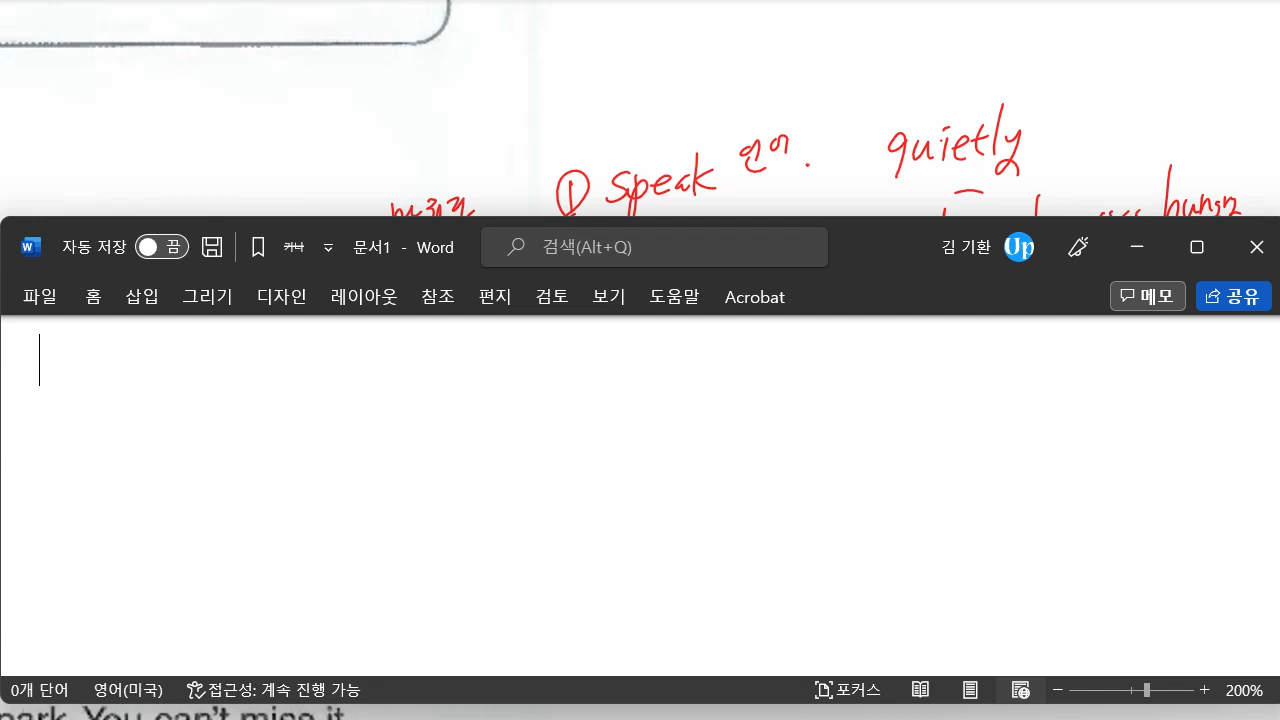 quietly
① speak 언어.
자동 저장 끔 가나 문서1 - Word 검색(Alt+Q) 김 기환 Up
파일 홈 삽입 그리기 디자인 레이아웃 참조 편지 검토 보기 도움말 Acrobat 메모 공유
0개 단어 영어(미국) 접근성: 계속 진행 가능 포커스 200%
park. You can't miss it